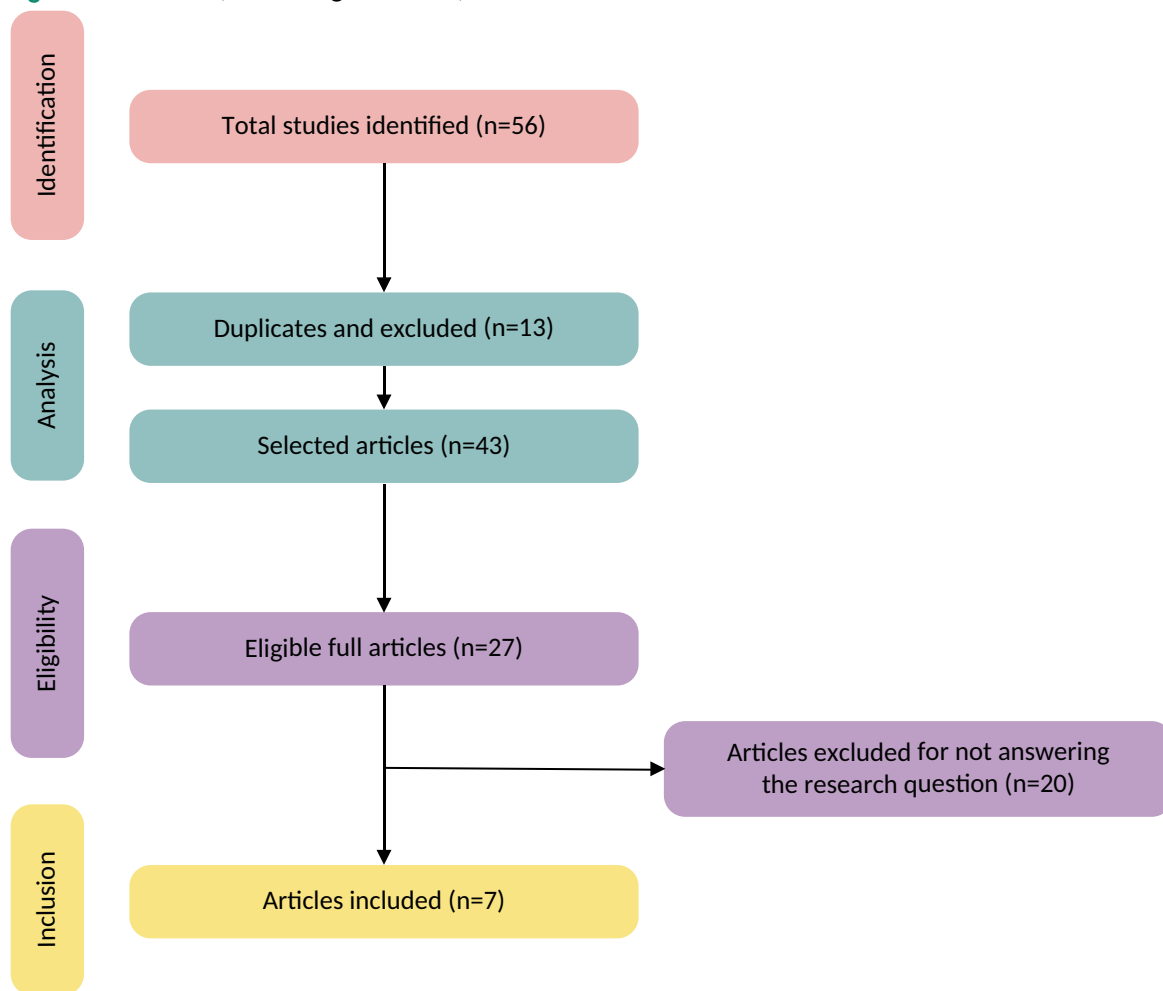 Identification
Total studies identified (n=56)
Analysis
Duplicates and excluded (n=13)
Selected articles (n=43)
Eligibility
Eligible full articles (n=27)
Articles excluded for not answering
the research question (n=20)
Inclusion
Articles included (n=7)